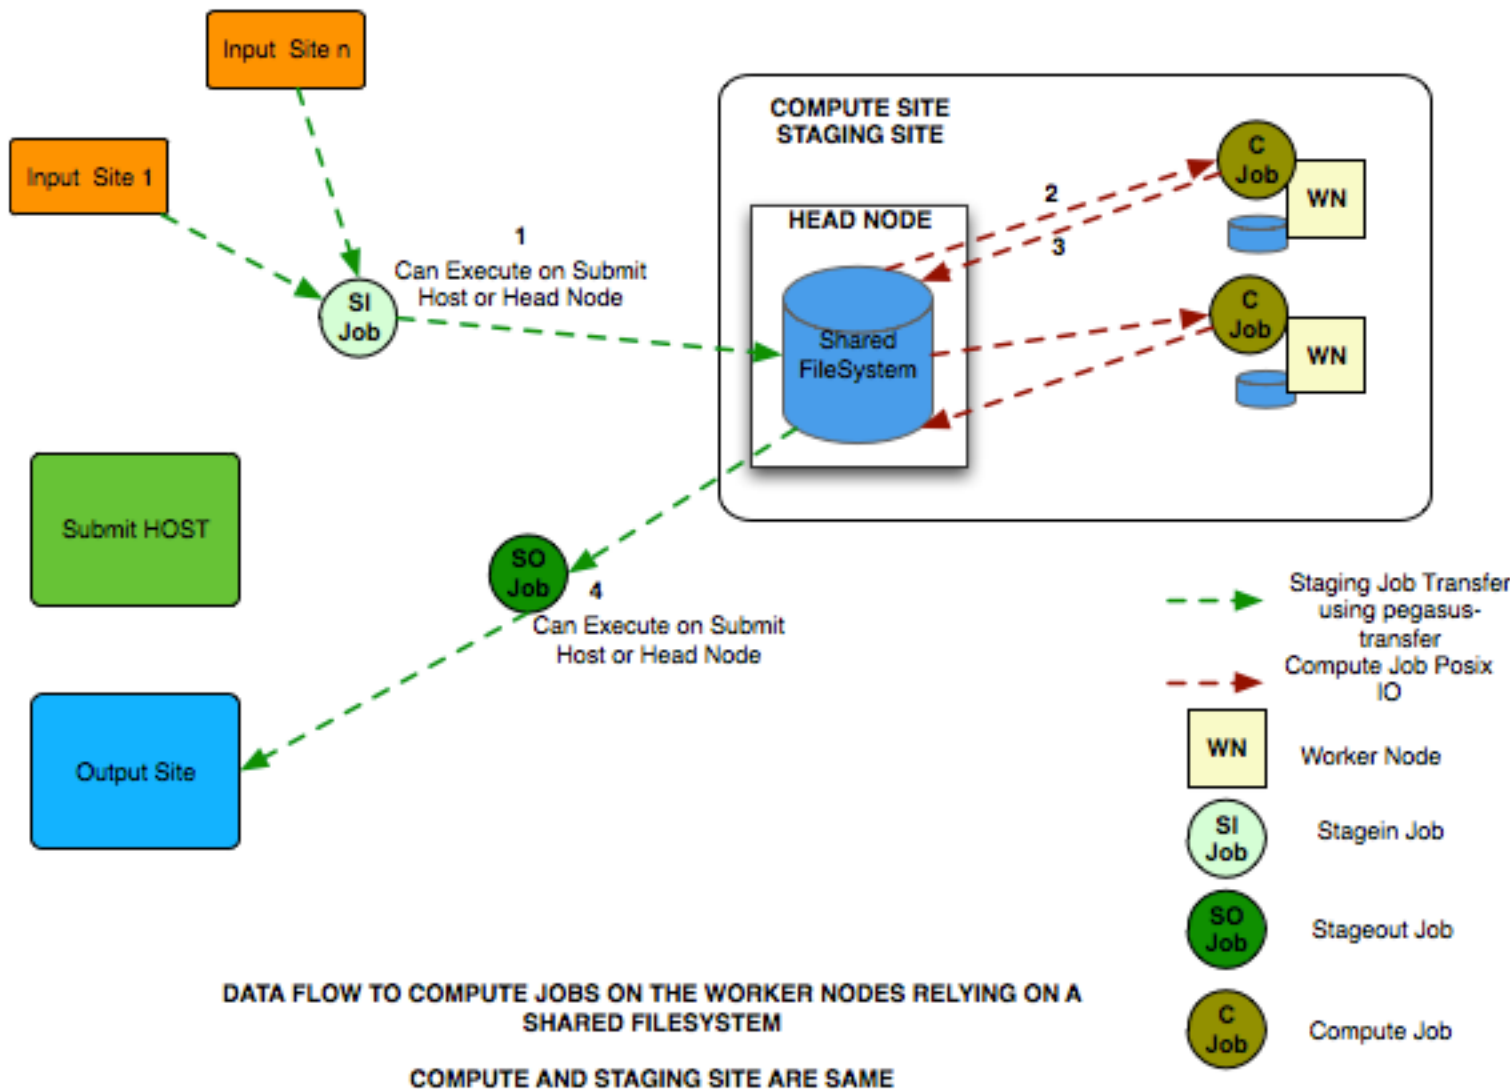 Input Site n
Input Site 1
COMPUTE SITE
STAGING SITE
HEAD NODE
Shared
FileSystem
1
Can Execute on Submit
Host or Head Node
SI
Job
2
3
C
Job
WN
C
Job
WN
Submit HOST
SO
Job
4
Can Execute on Submit
Host or Head Node
Output Site
Staging Job Transfer
using pegasus-
transfer
Compute Job Posix
IO
WN
Worker Node
SI
Job
Stagein Job
SO
Job
Stageout Job
C
Job
Compute Job
DATA FLOW TO COMPUTE JOBS ON THE WORKER NODES RELYING ON A
SHARED FILESYSTEM
COMPUTE AND STAGING SITE ARE SAME